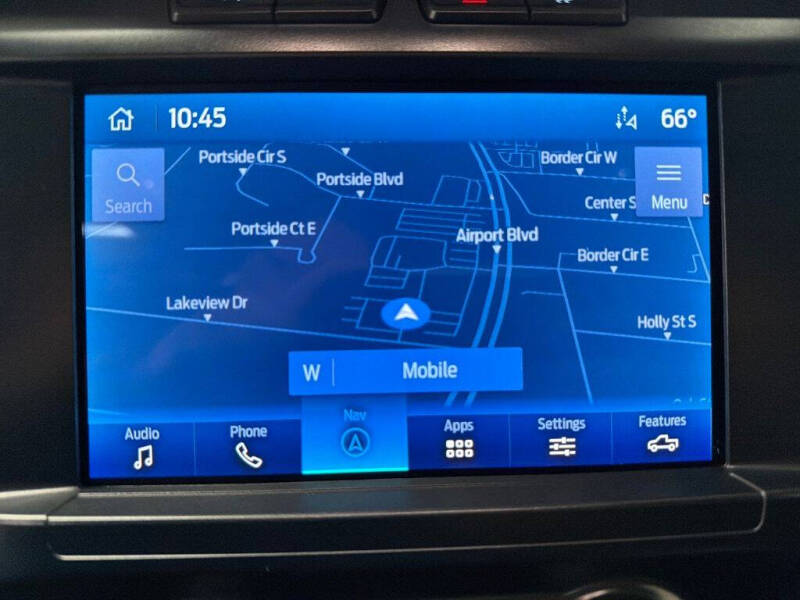 10:45
66°
Search
Portside Cir S
Border Cir W
Menu
Portside Blvd
Center S
Portside Ct E
Airport Blvd
Border Cir E
Lakeview Dr
Holly St S
W
Mobile
Audio
Phone
Nav
Apps
Settings
Features